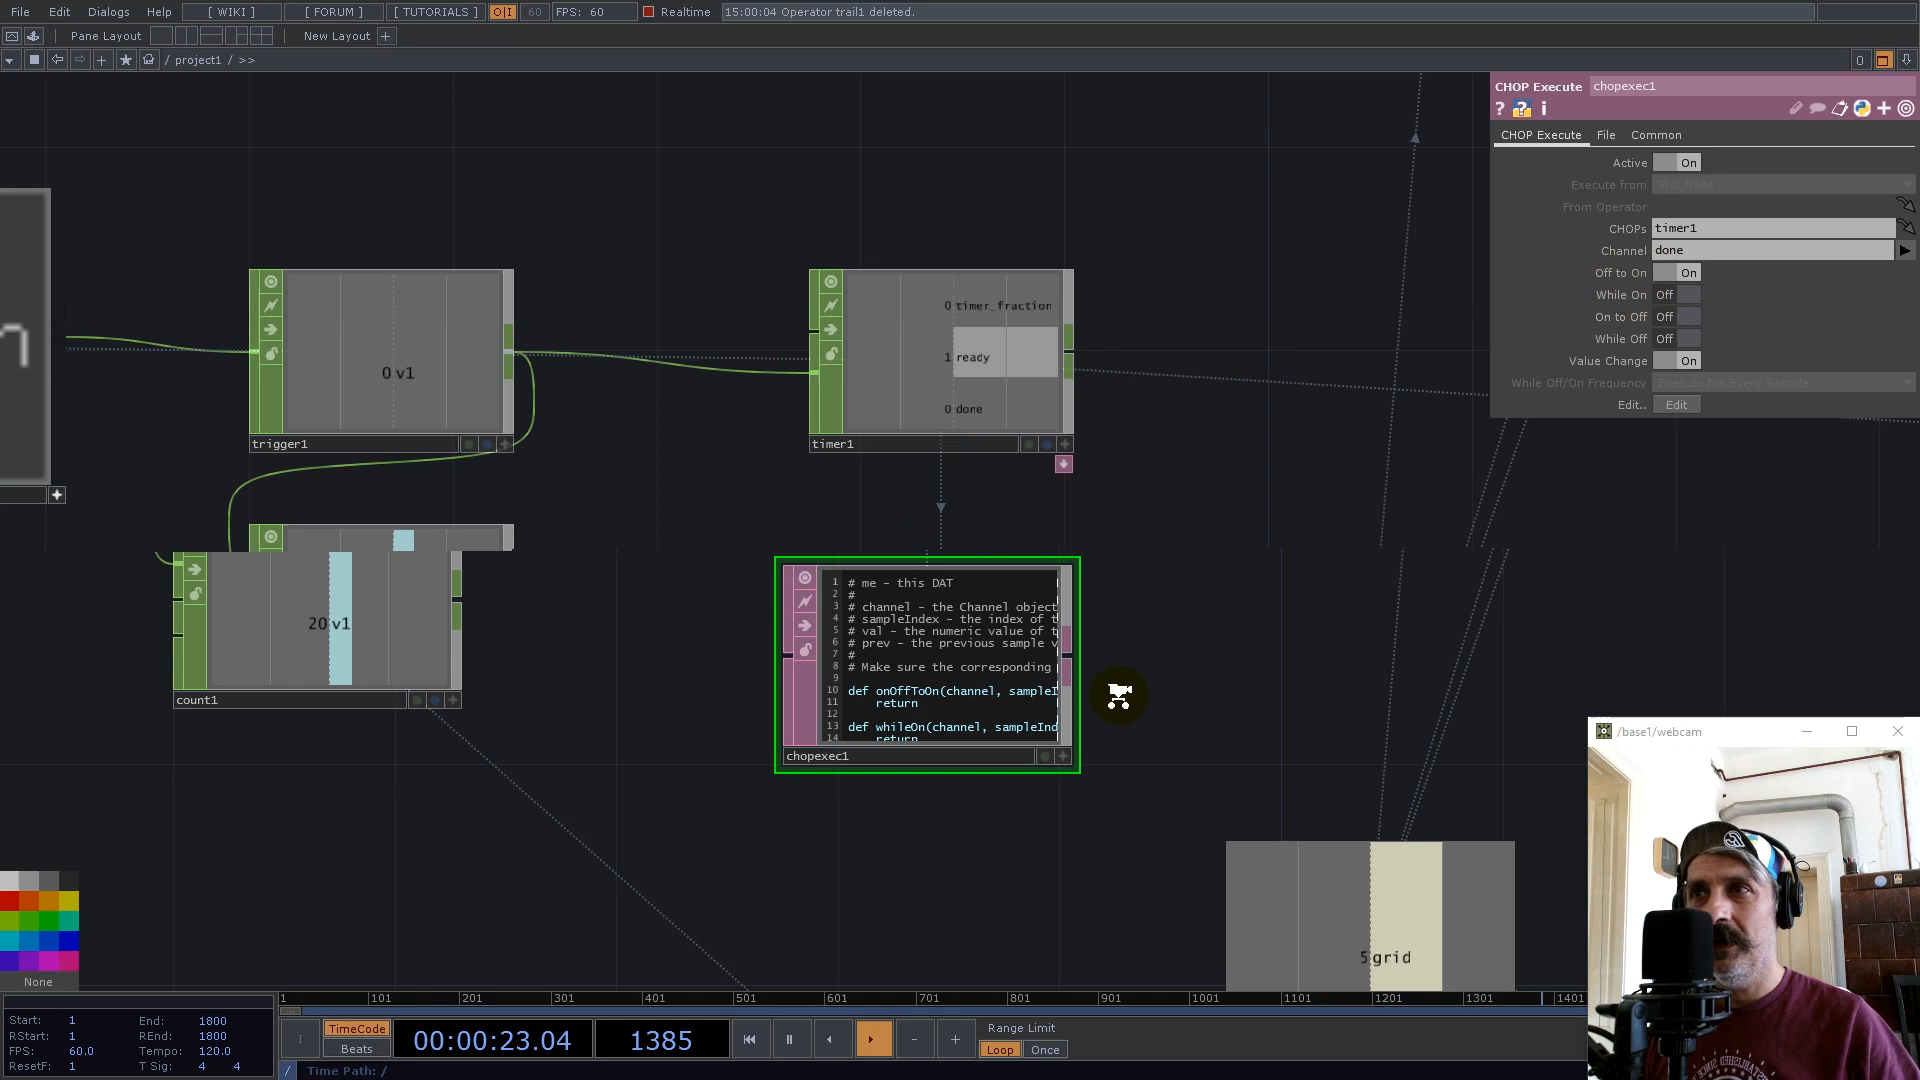 File Edit Dialogs Help [ WIKI ] [ FORUM ] [ TUTORIALS ] O|I 60 FPS: 60 Realtime 15:00:04 Operator trail1 deleted.
Pane Layout New Layout +
/ project1 / >> 0
CHOP Execute chopexec1
? ? i
CHOP Execute File Common
Active On
Execute from This Node
From Operator
CHOPs timer1
Channel done
Off to On On
While On Off
On to Off Off
While Off Off
Value Change On
While Off/On Frequency Execute For Every Sample
Edit.. Edit
0 v1
trigger1
0 timer_fraction
1 ready
0 done
timer1
20 v1
count1
1 # me - this DAT
2 #
3 # channel - the Channel object
4 # sampleIndex - the index of t
5 # val - the numeric value of t
6 # prev - the previous sample v
7 #
8 # Make sure the corresponding
9
10 def onOffToOn(channel, sampleI
11 return
12
13 def whileOn(channel, sampleInd
14 return
chopexec1
5 grid
/base1/webcam
None
1 101 201 301 401 501 601 701 801 901 1001 1101 1201 1301 1401
Start: 1 End: 1800
RStart: 1 REnd: 1800
FPS: 60.0 Tempo: 120.0
ResetF: 1 T Sig: 4 4
I TimeCode Beats 00:00:23.04 1385 - + Range Limit
Loop Once
/ Time Path: /